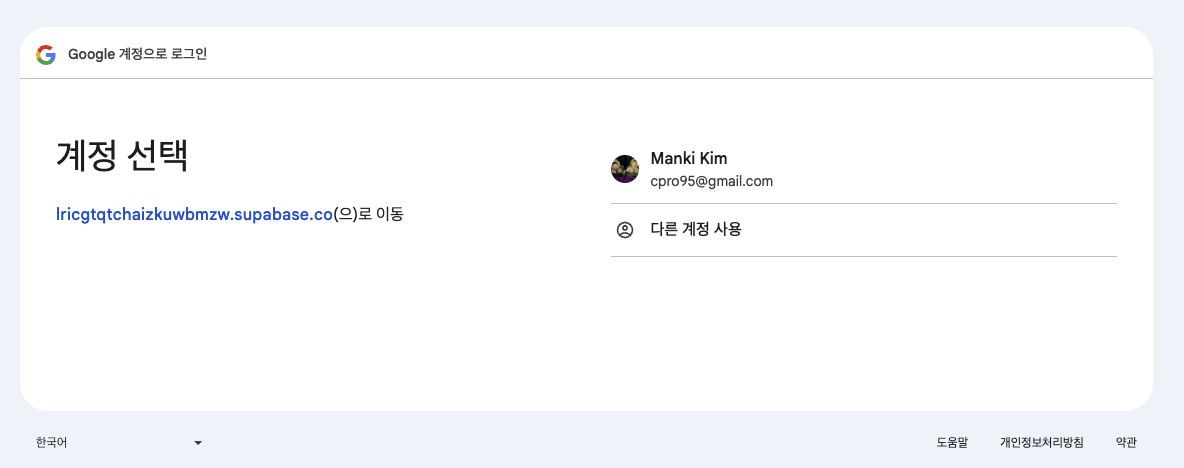 Google 계정으로 로그인
계정 선택
lricgtqtchaizkuwbmzw.supabase.co(으)로 이동
Manki Kim
cpro95@gmail.com
다른 계정 사용
한국어
도움말 개인정보처리방침 약관